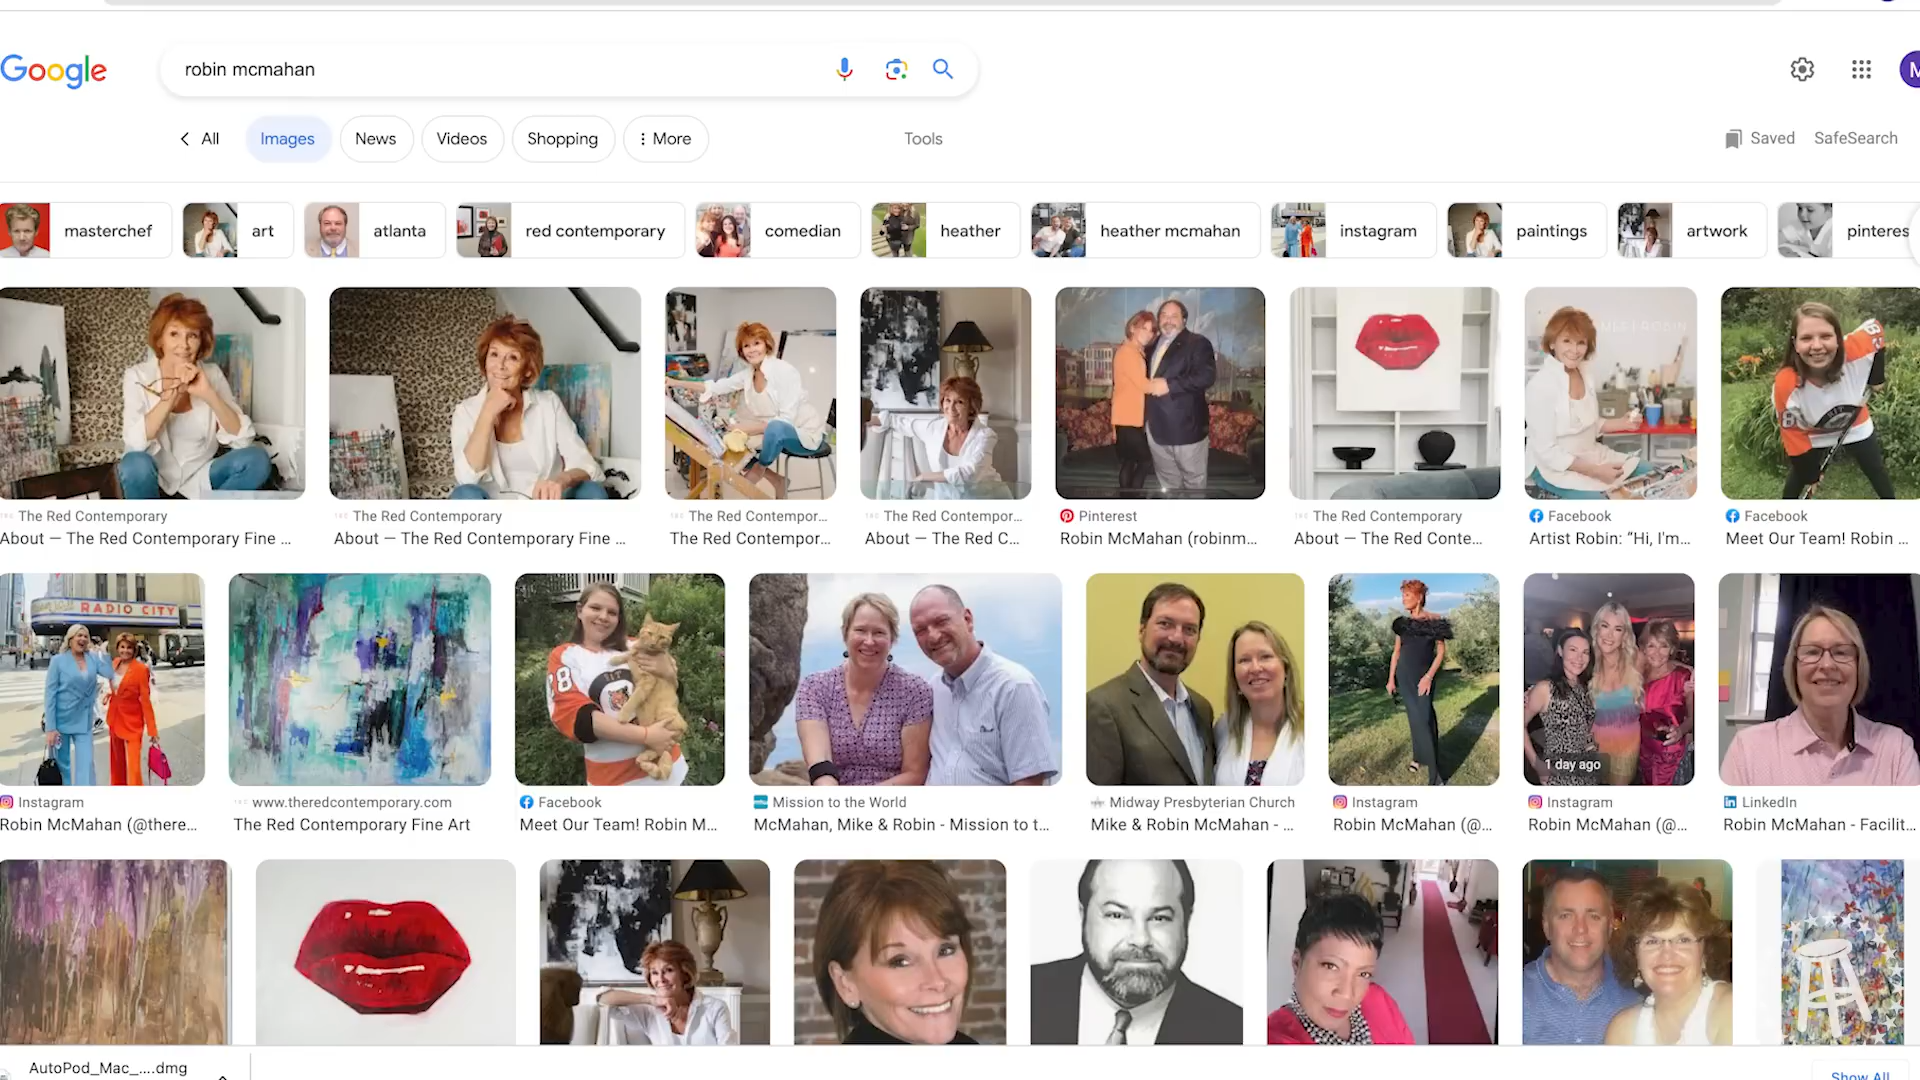 Google
robin mcmahan
M
All
Images
News
Videos
Shopping
More
Tools
Saved
SafeSearch
masterchef
art
atlanta
red contemporary
comedian
heather
heather mcmahan
instagram
paintings
artwork
pinteres
MEET ROBIN
The Red Contemporary
About — The Red Contemporary Fine ...
The Red Contemporary
About — The Red Contemporary Fine ...
The Red Contempor...
The Red Contempor...
The Red Contempor...
About — The Red C...
Pinterest
Robin McMahan (robinm...
The Red Contemporary
About — The Red Conte...
Facebook
Artist Robin: “Hi, I'm...
Facebook
Meet Our Team! Robin ...
RADIO CITY
1 day ago
Instagram
Robin McMahan (@there...
www.theredcontemporary.com
The Red Contemporary Fine Art
Facebook
Meet Our Team! Robin M...
Mission to the World
McMahan, Mike & Robin - Mission to t...
Midway Presbyterian Church
Mike & Robin McMahan - ...
Instagram
Robin McMahan (@...
Instagram
Robin McMahan (@...
LinkedIn
Robin McMahan - Facilit...
AutoPod_Mac_....dmg
Show All